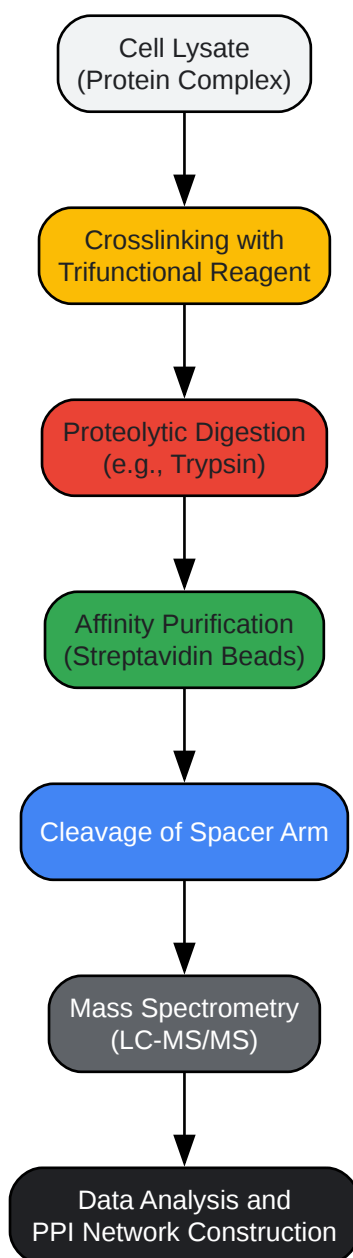 Cell Lysate
(Protein Complex)
Crosslinking with
Trifunctional Reagent
Proteolytic Digestion
(e.g., Trypsin)
Affinity Purification
(Streptavidin Beads)
Cleavage of Spacer Arm
Mass Spectrometry
(LC-MS/MS)
Data Analysis and
PPI Network Construction